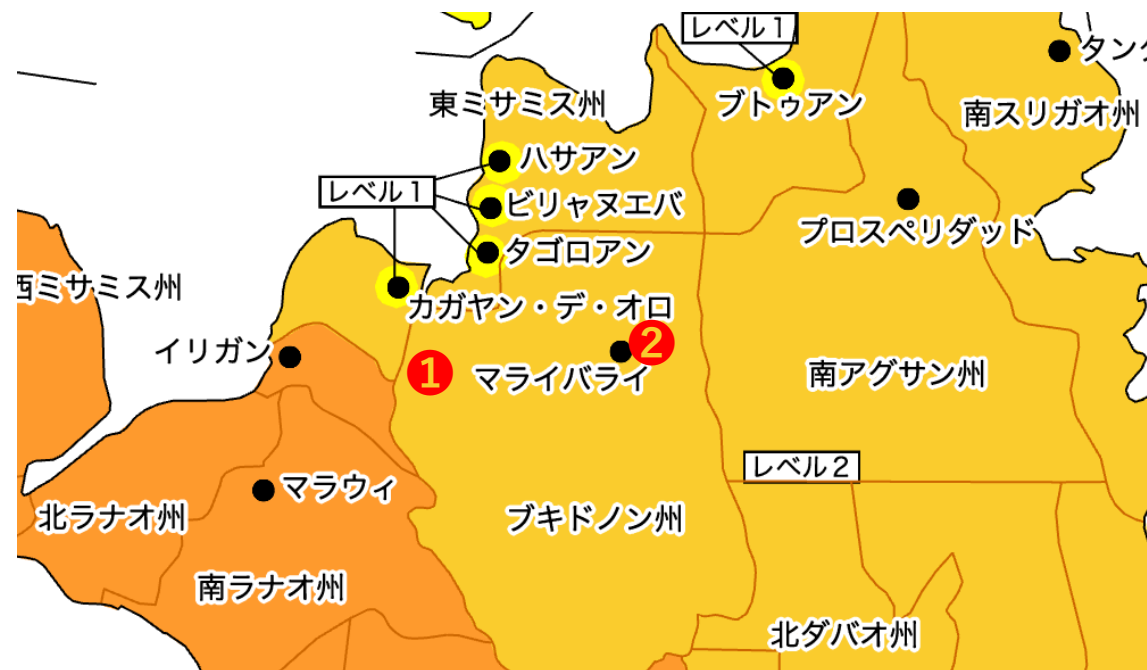 レベル1
タンダ
東ミサミス州
ブトゥアン
南スリガオ州
ハサアン
レベル1
ビリャヌエバ
プロスペリダッド
タゴロアン
西ミサミス州
カガヤン・デ・オロ
イリガン
1
2
マライバライ
南アグサン州
レベル2
マラウィ
北ラナオ州
ブキドノン州
南ラナオ州
北ダバオ州